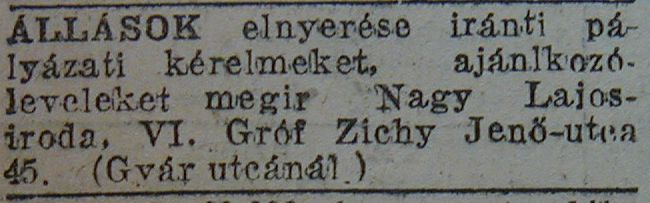 ÁLLÁSOK elnyerése iránti pá-
lyázati kérelmeket, ajánlkozó-
leveleket megir Nagy Lajos-
iroda, VI. Gróf Zichy Jenő-utca
45. (Gyár utcánál.)